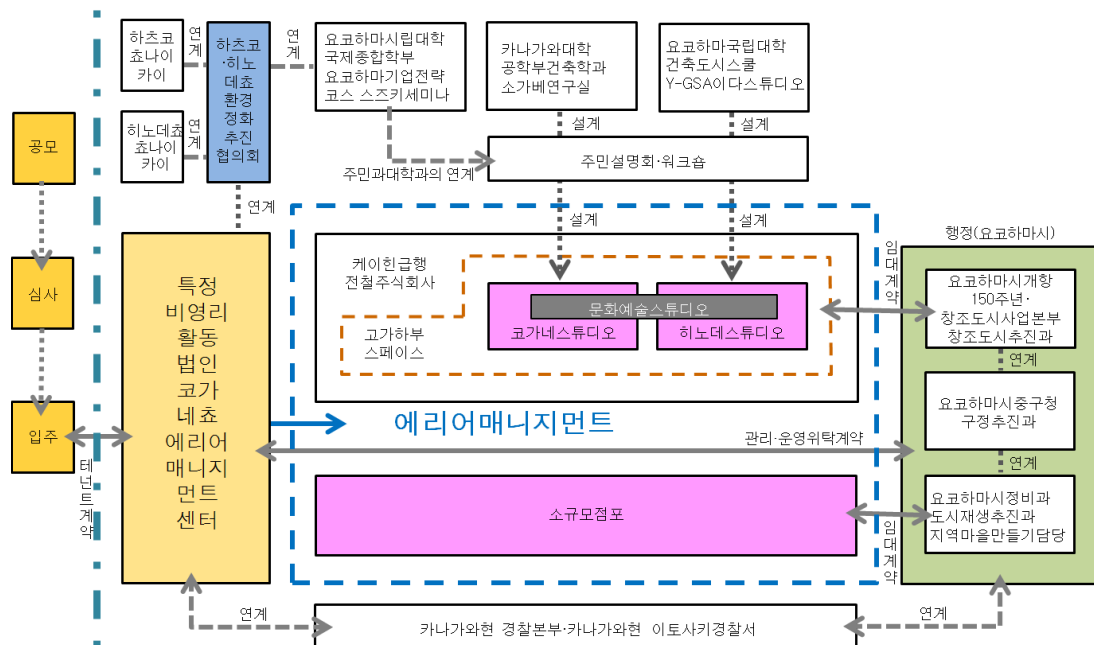 공모
심사
입주
테넌트계약
하츠코
쵸나이
카이
연계
히노데쵸
쵸나이
카이
연계
하츠코
·히노
데쵸
환경
정화
추진
협의회
연계
연계
요코하마시립대학
국제종합학부
요코하마기업전략
코스 스즈키세미나
카나가와대학
공학부건축학과
소가베연구실
요코하마국립대학
건축도시스쿨
Y-GSA이다스튜디오
설계
설계
주민과대학과의 연계
주민설명회·워크숍
설계
설계
특정
비영리
활동
법인
코가
네쵸
에리어
매니지
먼트
센터
케이힌급행
전철주식회사
고가하부
스페이스
문화예술스튜디오
코가네스튜디오
히노데스튜디오
에리어매니지먼트
관리·운영위탁계약
소규모점포
임대계약
임대계약
행정(요코하마시)
요코하마시개항
150주년·
창조도시사업본부
창조도시추진과
연계
요코하마시중구청
구정추진과
연계
요코하마시정비과
도시재생추진과
지역마을만들기담당
연계
카나가와현 경찰본부·카나가와현 이토사키경찰서
연계